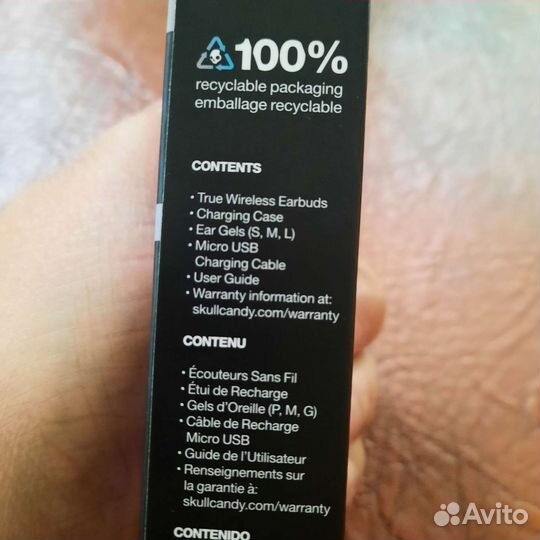 100%
recyclable packaging
emballage recyclable
CONTENTS
• True Wireless Earbuds
• Charging Case
• Ear Gels (S, M, L)
• Micro USB
Charging Cable
• User Guide
• Warranty information at:
skullcandy.com/warranty
CONTENU
• Écouteurs Sans Fil
• Étui de Recharge
• Gels d'Oreille (P, M, G)
• Câble de Recharge
Micro USB
• Guide de l'Utilisateur
• Renseignements sur
la garantie à:
skullcandy.com/warranty
CONTENIDO
Avito